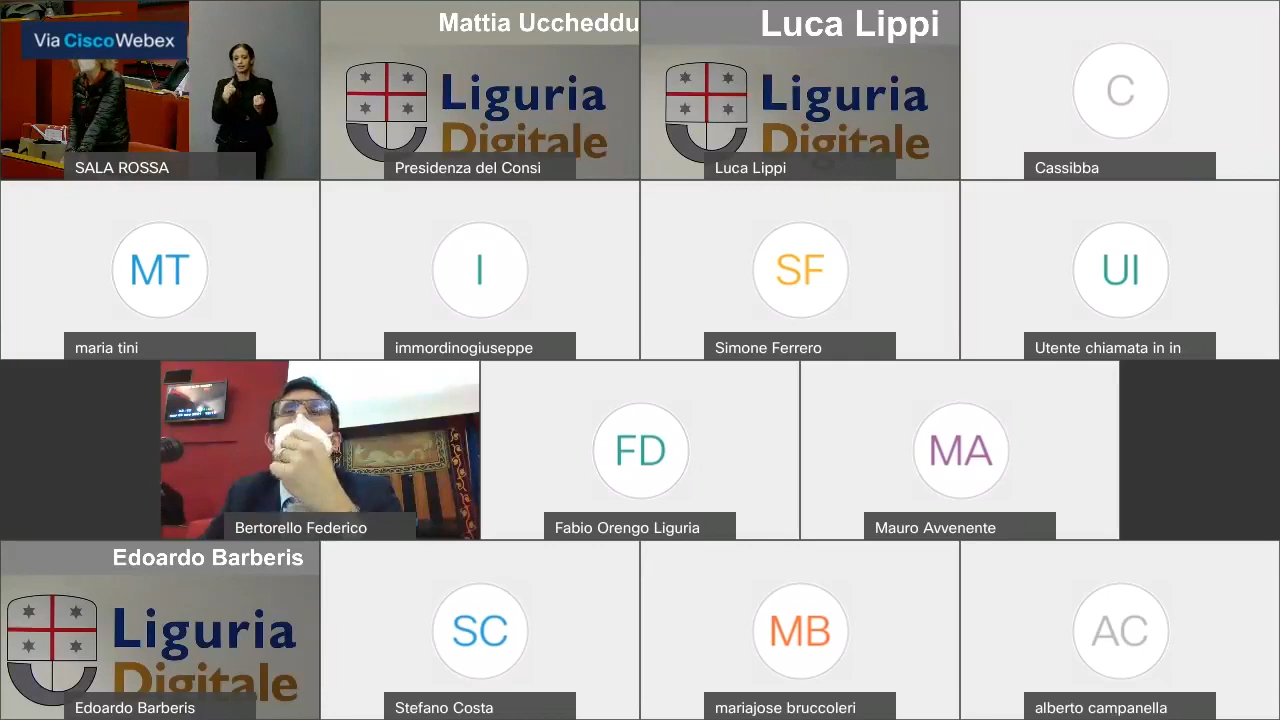 Via Cisco Webex
SALA ROSSA
Mattia Uccheddu
Liguria
Digitale
Presidenza del Consi
Luca Lippi
Liguria
Digitale
Luca Lippi
C
Cassibba
MT
maria tini
I
immordinogiuseppe
SF
Simone Ferrero
UI
Utente chiamata in in
Bertorello Federico
FD
Fabio Orengo Liguria
MA
Mauro Avvenente
Edoardo Barberis
Liguria
Digitale
Edoardo Barberis
SC
Stefano Costa
MB
mariajose bruccoleri
AC
alberto campanella